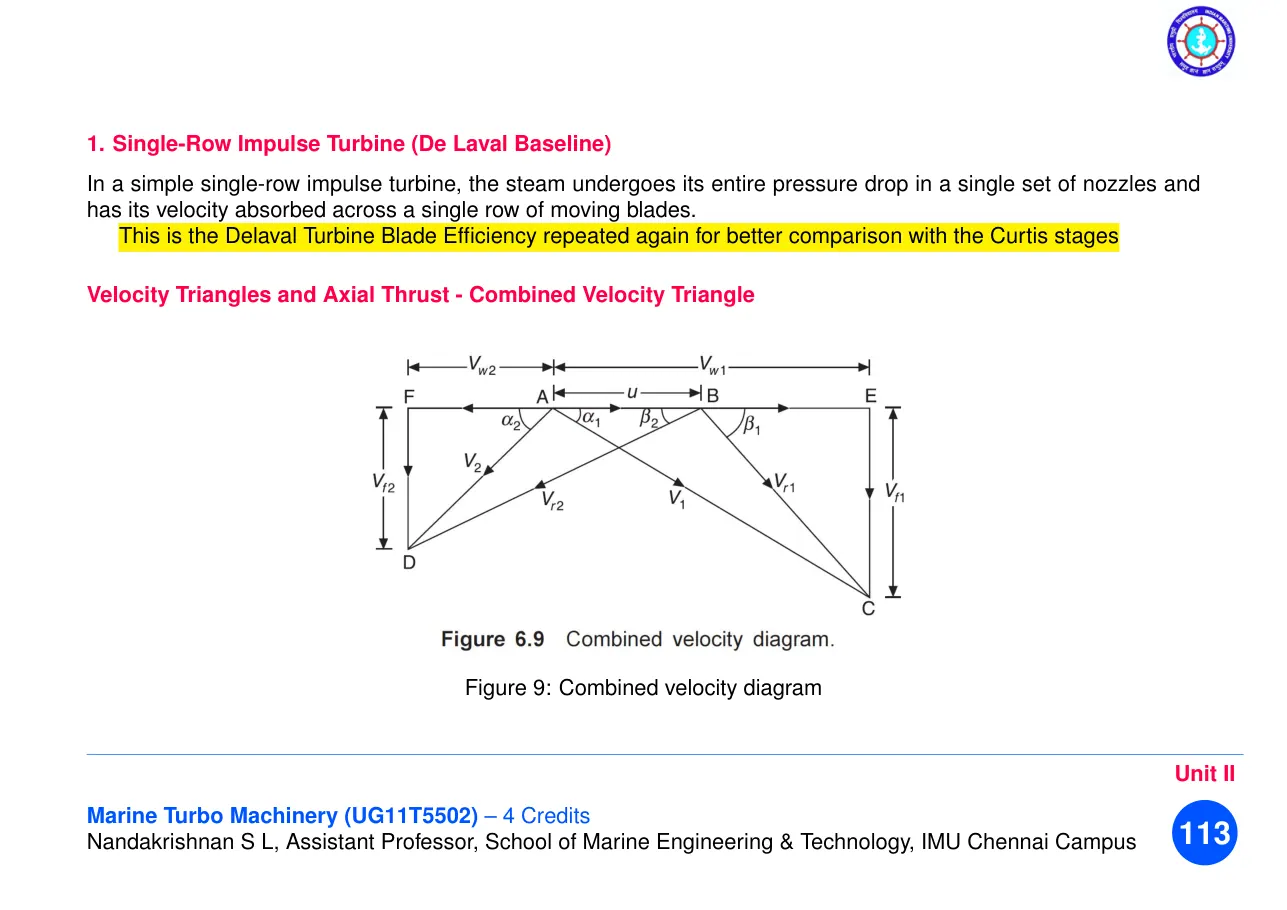 1. Single-Row Impulse Turbine (De Laval Baseline)
In a simple single-row impulse turbine, the steam undergoes its entire pressure drop in a single set of nozzles and
has its velocity absorbed across a single row of moving blades.
This is the Delaval Turbine Blade Efficiency repeated again for better comparison with the Curtis stages
Velocity Triangles and Axial Thrust - Combined Velocity Triangle
Vw2 Vw1
F A u B E
α2 α1 β2 β1
V2
Vf2 Vr2 V1 Vr1 Vf1
D
C
Figure 6.9 Combined velocity diagram.
Figure 9: Combined velocity diagram
Unit II
Marine Turbo Machinery (UG11T5502) – 4 Credits
113
Nandakrishnan S L, Assistant Professor, School of Marine Engineering & Technology, IMU Chennai Campus